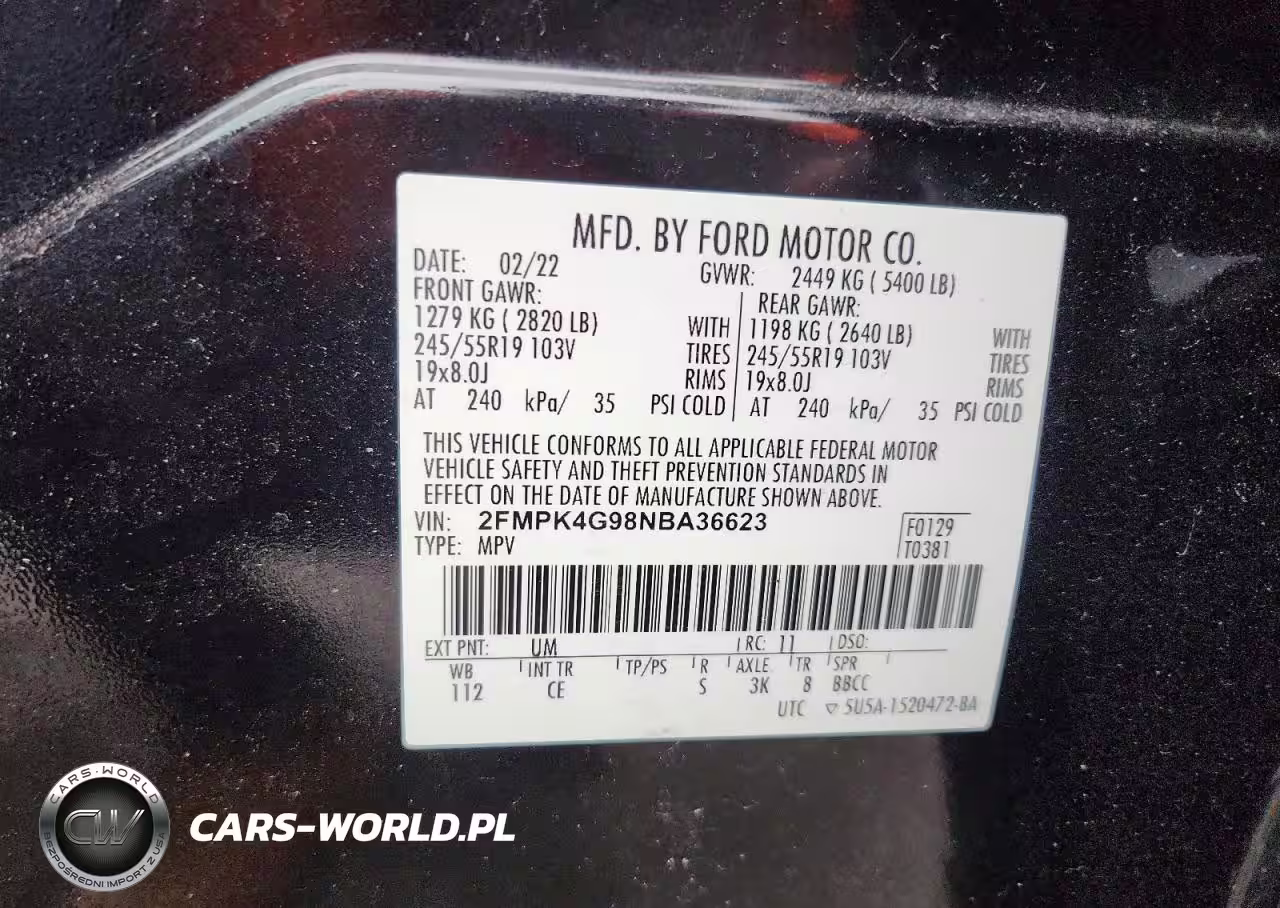 MFD. BY FORD MOTOR CO.
DATE: 02/22 GVWR: 2449 KG ( 5400 LB)
FRONT GAWR: REAR GAWR:
1279 KG ( 2820 LB) WITH 1198 KG ( 2640 LB) WITH
245/55R19 103V TIRES 245/55R19 103V TIRES
19x8.0J RIMS 19x8.0J RIMS
AT 240 kPa/ 35 PSI COLD AT 240 kPa/ 35 PSI COLD
THIS VEHICLE CONFORMS TO ALL APPLICABLE FEDERAL MOTOR
VEHICLE SAFETY AND THEFT PREVENTION STANDARDS IN
EFFECT ON THE DATE OF MANUFACTURE SHOWN ABOVE.
VIN: 2FMPK4G98NBA36623 F0129
TYPE: MPV T0381
EXT PNT: UM RC: 11 DSO:
WB INT TR TP/PS R AXLE TR SPR
112 CE S 3K 8 BBCC
UTC ▽ 5U5A-1520472-BA
CARS-WORLD
CW
BEZPOŚREDNI IMPORT Z USA
CARS-WORLD.PL